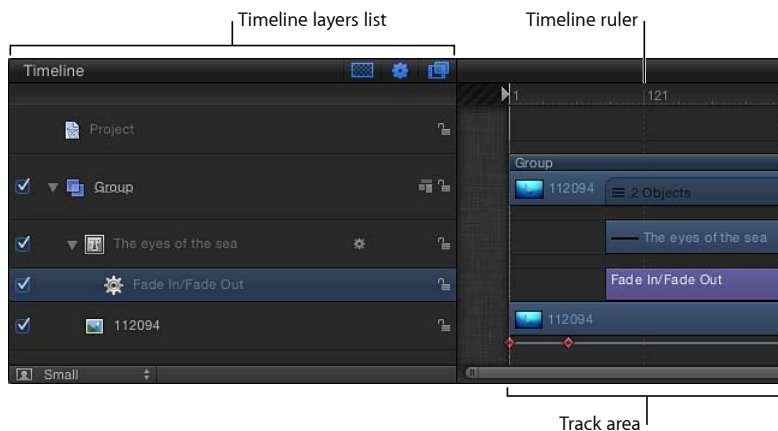 Timeline layers list
Timeline ruler
Timeline
1
121
Project
Group
Group
112094
2 Objects
The eyes of the sea
The eyes of the sea
Fade In/Fade Out
Fade In/Fade Out
112094
112094
Small
Track area